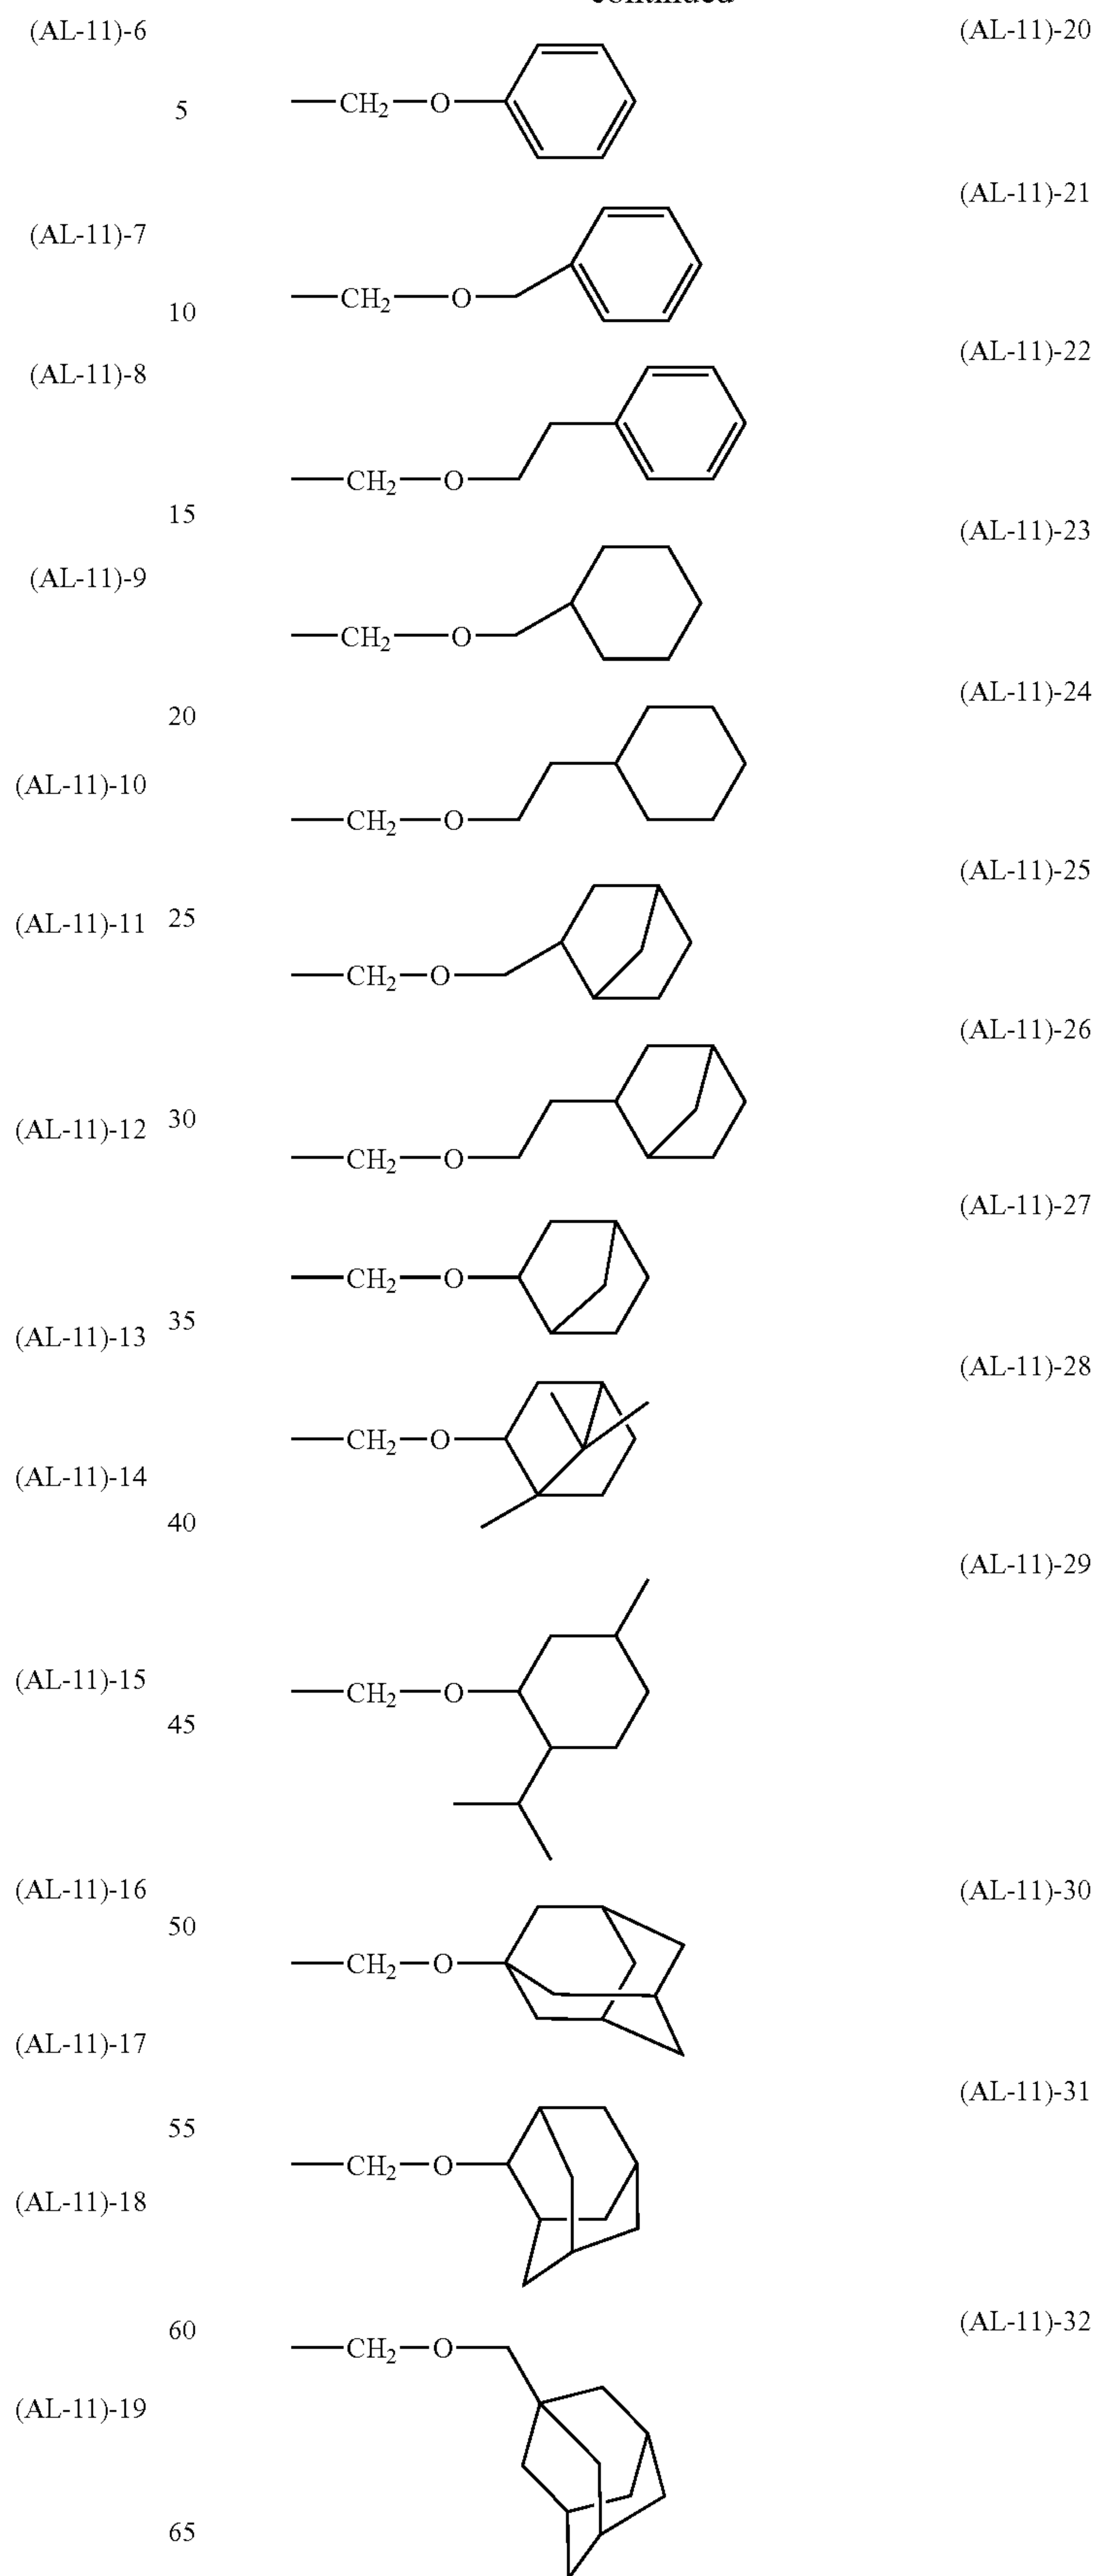 continued
(AL-11)-6
(AL-11)-20
—CH2—O—
5
(AL-11)-21
(AL-11)-7
—CH2—O—
10
(AL-11)-22
(AL-11)-8
—CH2—O—
15
(AL-11)-23
(AL-11)-9
—CH2—O—
(AL-11)-24
20
(AL-11)-10
—CH2—O—
(AL-11)-25
(AL-11)-11
25
—CH2—O—
(AL-11)-26
(AL-11)-12
30
—CH2—O—
(AL-11)-27
—CH2—O—
35
(AL-11)-13
(AL-11)-28
—CH2—O—
(AL-11)-14
40
(AL-11)-29
(AL-11)-15
—CH2—O—
45
(AL-11)-16
(AL-11)-30
50
—CH2—O—
(AL-11)-17
(AL-11)-31
55
—CH2—O—
(AL-11)-18
(AL-11)-32
60
—CH2—O—
(AL-11)-19
65